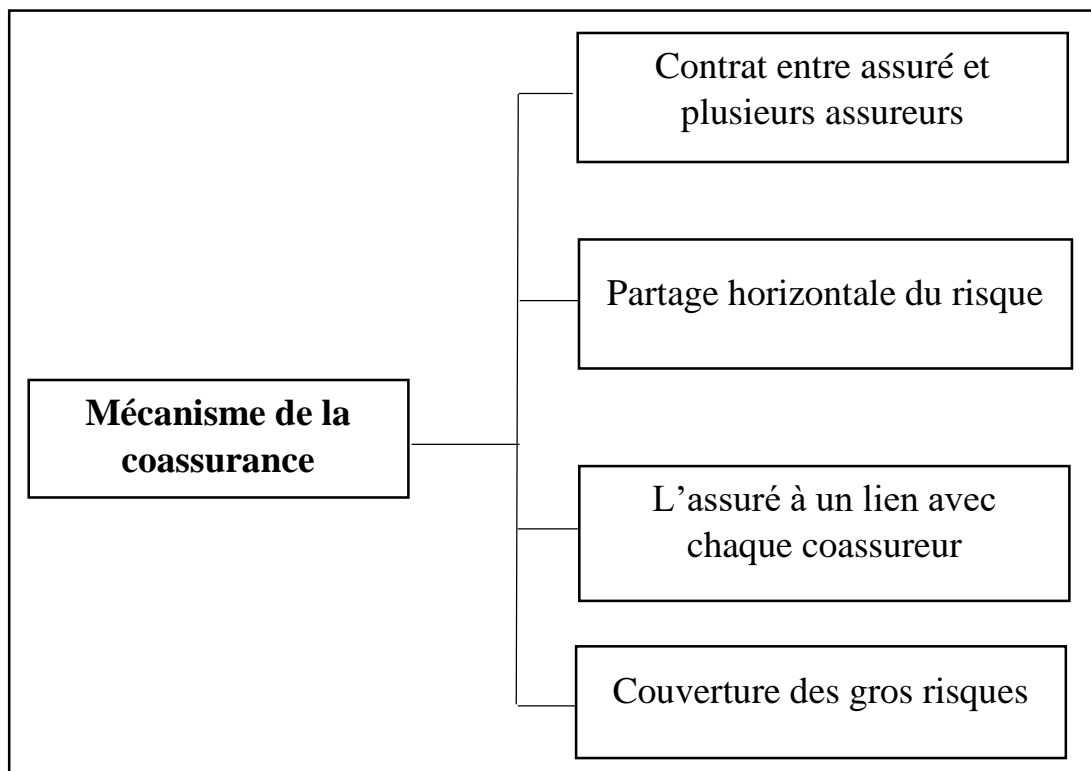 Contrat entre assuré et
plusieurs assureurs
Partage horizontale du risque
Mécanisme de la
coassurance
L’assuré à un lien avec
chaque coassureur
Couverture des gros risques